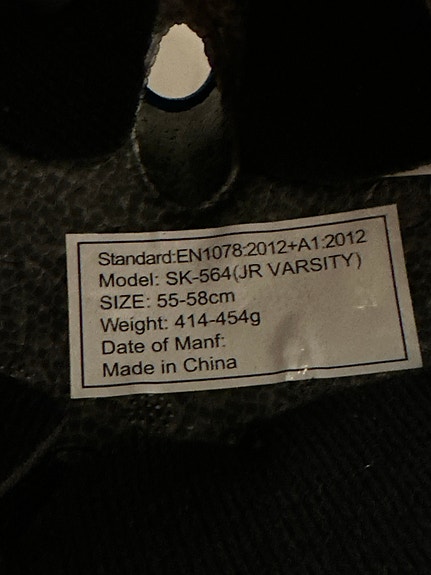 Standard:EN1078:2012+A1:2012
Model: SK-564(JR VARSITY)
SIZE: 55-58cm
Weight: 414-454g
Date of Manf:
Made in China